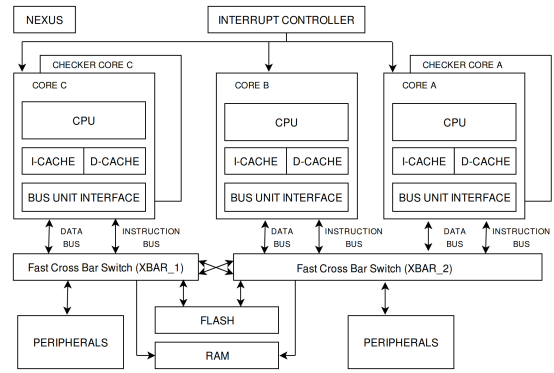 NEXUS
INTERRUPT CONTROLLER
CHECKER CORE C
CHECKER CORE A
CORE C
CORE B
CORE A
CPU
CPU
CPU
I-CACHE
D-CACHE
I-CACHE
D-CACHE
I-CACHE
D-CACHE
BUS UNIT INTERFACE
BUS UNIT INTERFACE
BUS UNIT INTERFACE
DATA
BUS
INSTRUCTION
BUS
DATA
BUS
INSTRUCTION
BUS
DATA
BUS
INSTRUCTION
BUS
Fast Cross Bar Switch (XBAR_1)
Fast Cross Bar Switch (XBAR_2)
FLASH
PERIPHERALS
RAM
PERIPHERALS